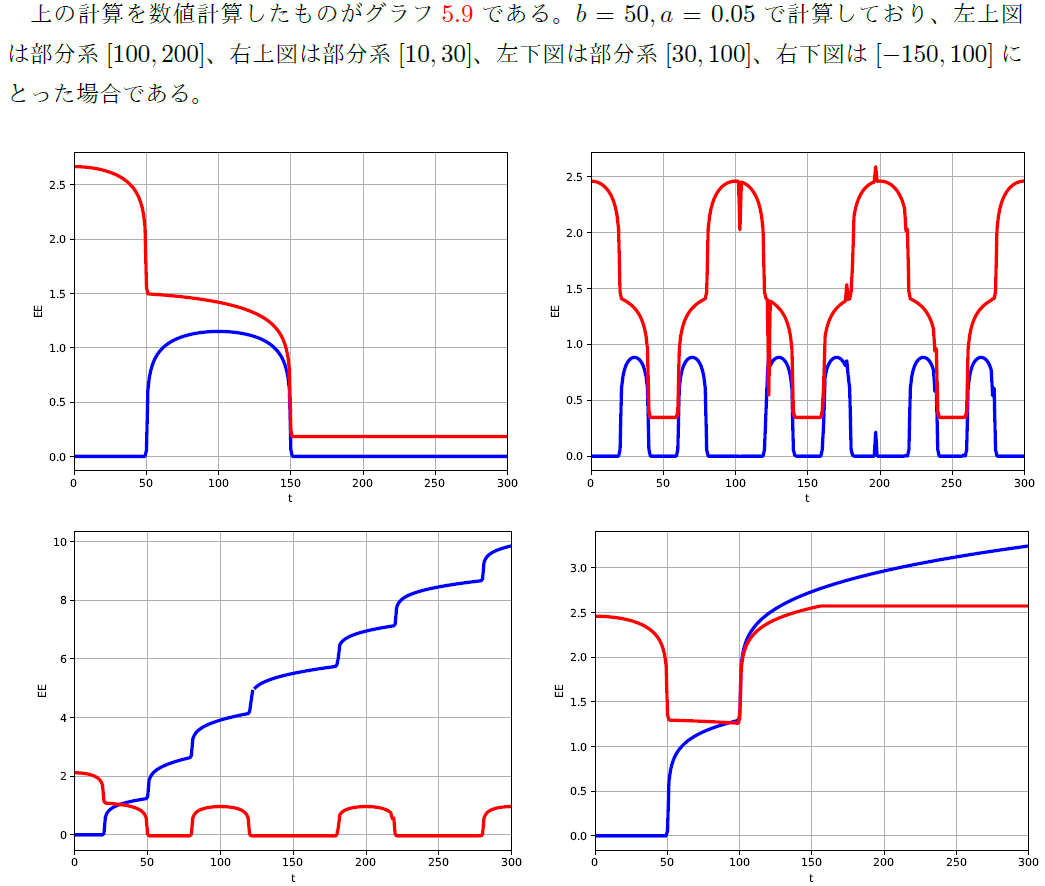 上の計算を数値計算したものがグラフ 5.9 である。b = 50, a = 0.05 で計算しており、左上図
は部分系 [100, 200]、右上図は部分系 [10, 30]、左下図は部分系 [30, 100]、右下図は [−150, 100] に
とった場合である。
2.5
2.0
1.5
1.0
0.5
0.0
EE
0 50 100 150 200 250 300
t
2.5
2.0
1.5
1.0
0.5
0.0
EE
0 50 100 150 200 250 300
t
10
8
6
4
2
0
EE
0 50 100 150 200 250 300
t
3.0
2.5
2.0
1.5
1.0
0.5
0.0
EE
0 50 100 150 200 250 300
t